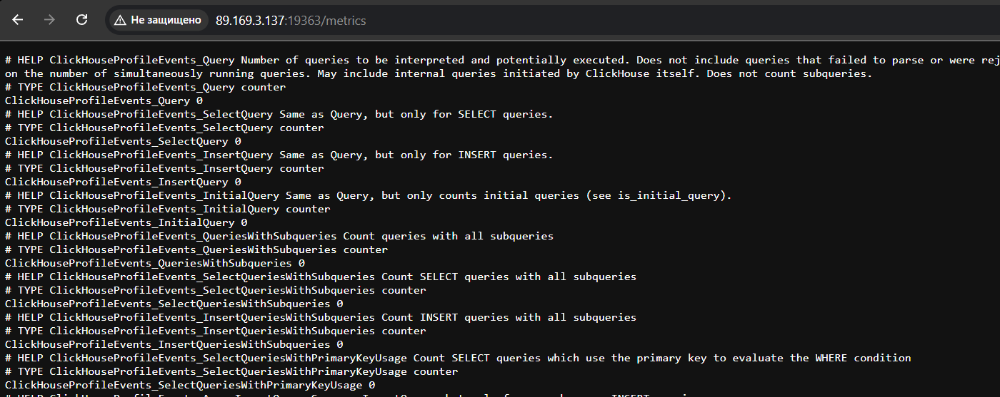 Не защищено 89.169.3.137:19363/metrics
# HELP ClickHouseProfileEvents_Query Number of queries to be interpreted and potentially executed. Does not include queries that failed to parse or were rej
on the number of simultaneously running queries. May include internal queries initiated by ClickHouse itself. Does not count subqueries.
# TYPE ClickHouseProfileEvents_Query counter
ClickHouseProfileEvents_Query 0
# HELP ClickHouseProfileEvents_SelectQuery Same as Query, but only for SELECT queries.
# TYPE ClickHouseProfileEvents_SelectQuery counter
ClickHouseProfileEvents_SelectQuery 0
# HELP ClickHouseProfileEvents_InsertQuery Same as Query, but only for INSERT queries.
# TYPE ClickHouseProfileEvents_InsertQuery counter
ClickHouseProfileEvents_InsertQuery 0
# HELP ClickHouseProfileEvents_InitialQuery Same as Query, but only counts initial queries (see is_initial_query).
# TYPE ClickHouseProfileEvents_InitialQuery counter
ClickHouseProfileEvents_InitialQuery 0
# HELP ClickHouseProfileEvents_QueriesWithSubqueries Count queries with all subqueries
# TYPE ClickHouseProfileEvents_QueriesWithSubqueries counter
ClickHouseProfileEvents_QueriesWithSubqueries 0
# HELP ClickHouseProfileEvents_SelectQueriesWithSubqueries Count SELECT queries with all subqueries
# TYPE ClickHouseProfileEvents_SelectQueriesWithSubqueries counter
ClickHouseProfileEvents_SelectQueriesWithSubqueries 0
# HELP ClickHouseProfileEvents_InsertQueriesWithSubqueries Count INSERT queries with all subqueries
# TYPE ClickHouseProfileEvents_InsertQueriesWithSubqueries counter
ClickHouseProfileEvents_InsertQueriesWithSubqueries 0
# HELP ClickHouseProfileEvents_SelectQueriesWithPrimaryKeyUsage Count SELECT queries which use the primary key to evaluate the WHERE condition
# TYPE ClickHouseProfileEvents_SelectQueriesWithPrimaryKeyUsage counter
ClickHouseProfileEvents_SelectQueriesWithPrimaryKeyUsage 0